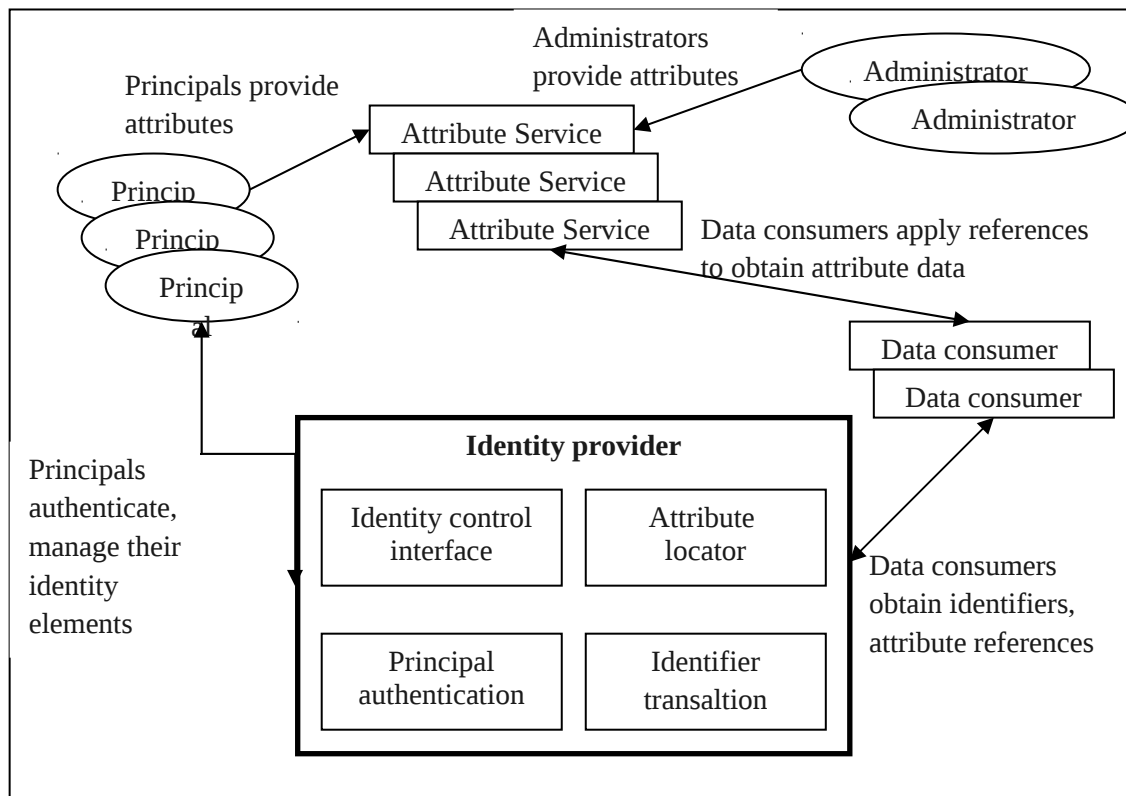 Administrators
provide attributes
Administrator
Administrator
Principals provide
attributes
Attribute Service
Attribute Service
Attribute Service
Princip
Princip
Princip
al
Data consumers apply references
to obtain attribute data
Data consumer
Data consumer
Identity provider
Principals
authenticate,
manage their
identity
elements
Identity control
interface
Attribute
locator
Data consumers
obtain identifiers,
attribute references
Principal
authentication
Identifier
transaltion